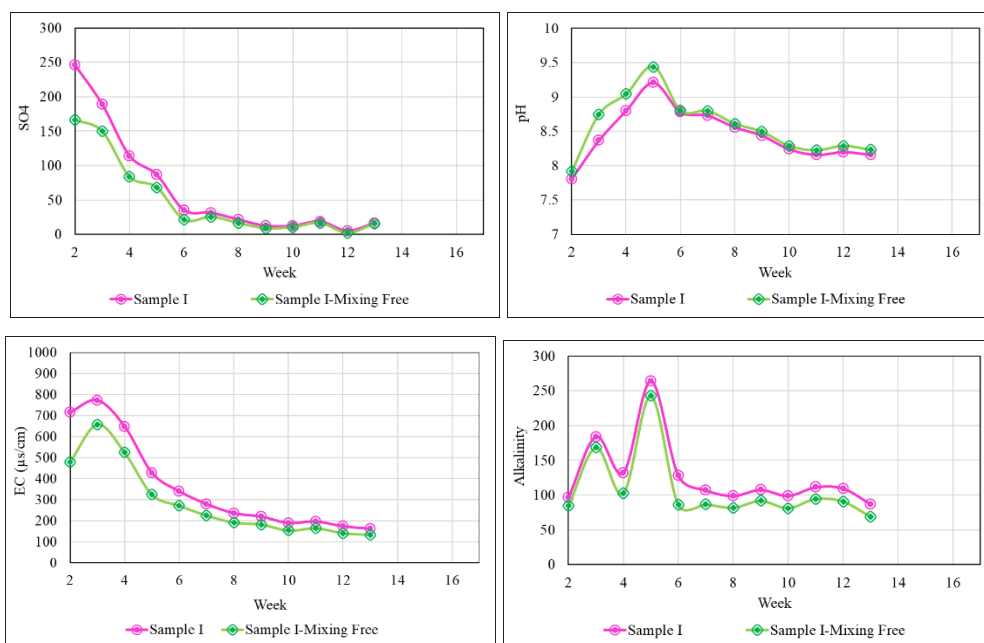 300
250
200
150
100
50
0
SO4
2 4 6 8 10 12 14 16
Week
Sample I Sample I-Mixing Free
10
9.5
9
8.5
8
7.5
7
pH
2 4 6 8 10 12 14 16
Week
Sample I Sample I-Mixing Free
1000
900
800
700
600
500
400
300
200
100
0
EC (µs/cm)
2 4 6 8 10 12 14 16
Week
Sample I Sample I-Mixing Free
300
250
200
150
100
50
0
Alkalinity
2 4 6 8 10 12 14 16
Week
Sample I Sample I-Mixing Free